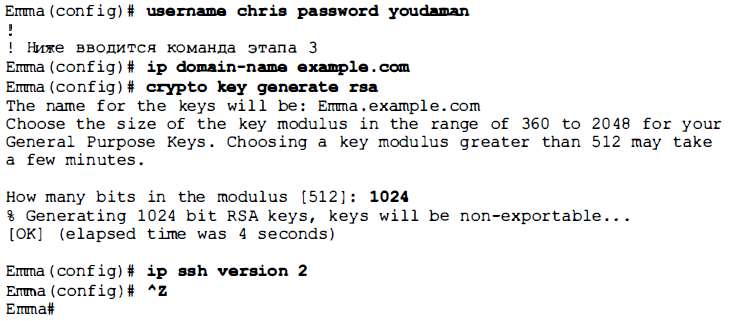 Emma(config)# username chris password youdaman
!
! Ниже вводится команда этапа 3
Emma(config)# ip domain-name example.com
Emma(config)# crypto key generate rsa
The name for the keys will be: Emma.example.com
Choose the size of the key modulus in the range of 360 to 2048 for your
General Purpose Keys. Choosing a key modulus greater than 512 may take
a few minutes.
How many bits in the modulus [512]: 1024
% Generating 1024 bit RSA keys, keys will be non-exportable...
[OK] (elapsed time was 4 seconds)
Emma(config)# ip ssh version 2
Emma(config)# ^Z
Emma#